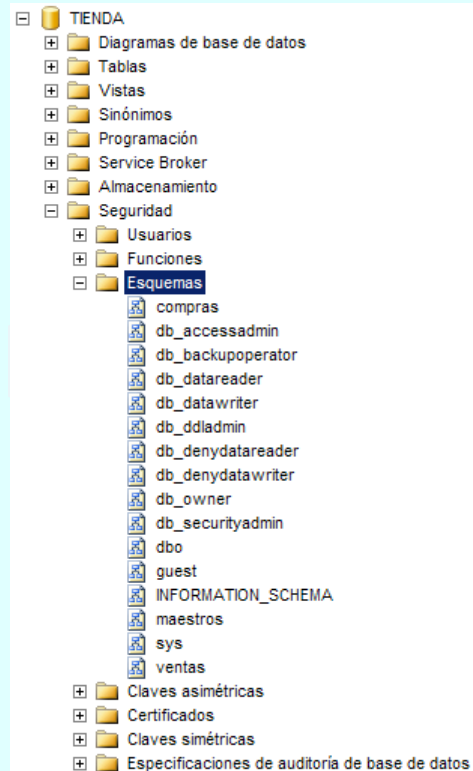 TIENDA
Diagramas de base de datos
Tablas
Vistas
Sinónimos
Programación
Service Broker
Almacenamiento
Seguridad
Usuarios
Funciones
Esquemas
compras
db_accessadmin
db_backupoperator
db_datareader
db_datawriter
db_ddladmin
db_denydatareader
db_denydatawriter
db_owner
db_securityadmin
dbo
guest
INFORMATION_SCHEMA
maestros
sys
ventas
Claves asimétricas
Certificados
Claves simétricas
Especificaciones de auditoría de base de datos